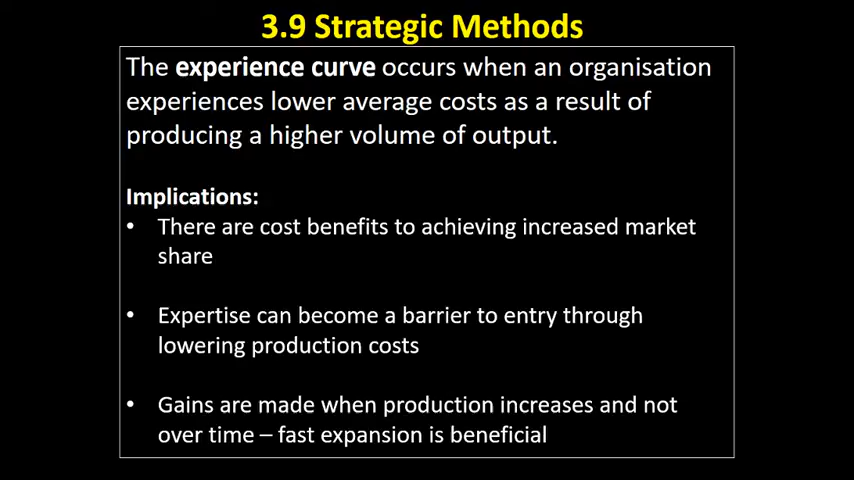 3.9 Strategic Methods
The experience curve occurs when an organisation
experiences lower average costs as a result of
producing a higher volume of output.
Implications:
• There are cost benefits to achieving increased market
share
• Expertise can become a barrier to entry through
lowering production costs
• Gains are made when production increases and not
over time – fast expansion is beneficial